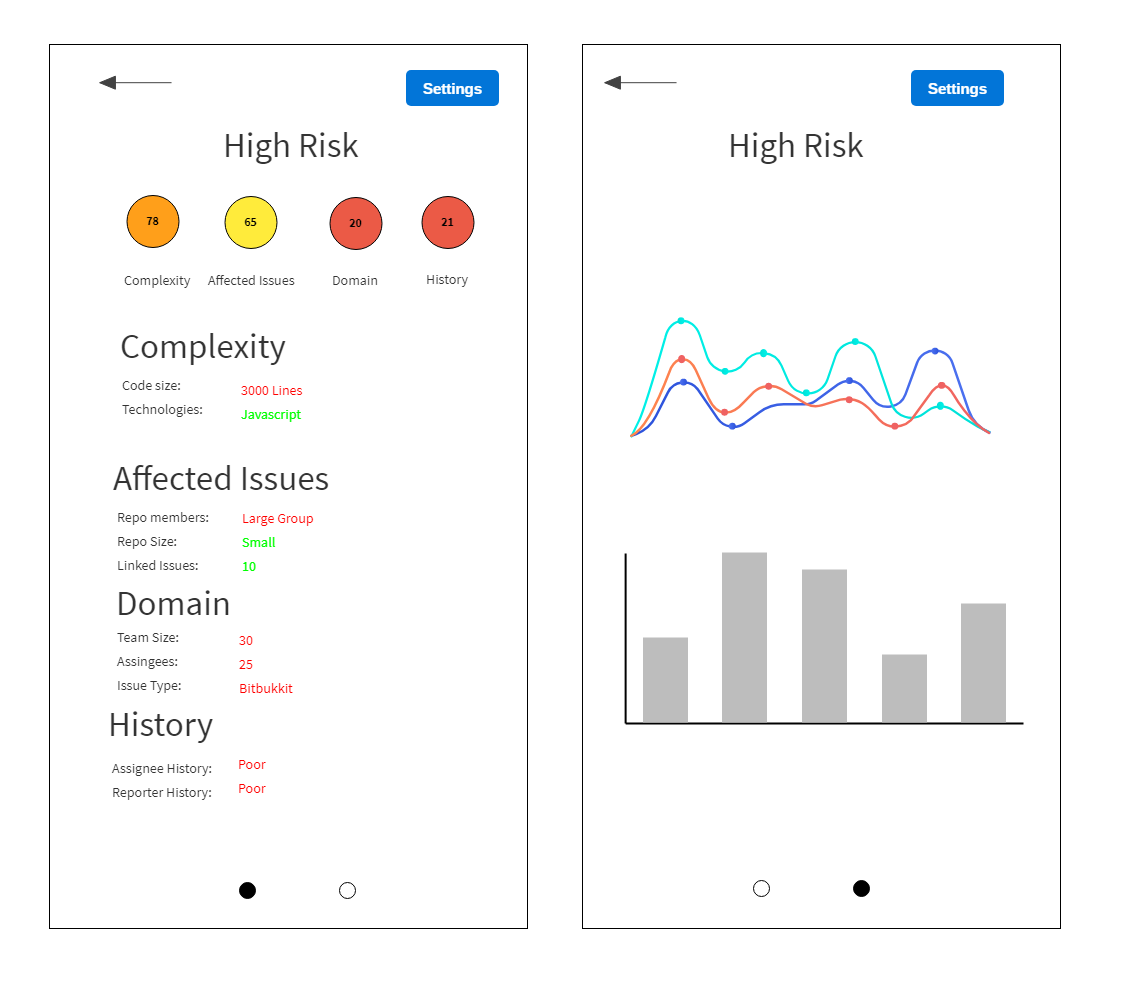 Settings
High Risk
78 65 20 21
Complexity Affected Issues Domain History
Complexity
Code size: 3000 Lines
Technologies: Javascript
Affected Issues
Repo members: Large Group
Repo Size: Small
Linked Issues: 10
Domain
Team Size: 30
Assingees: 25
Issue Type: Bitbukkit
History
Assignee History: Poor
Reporter History: Poor
Settings
High Risk